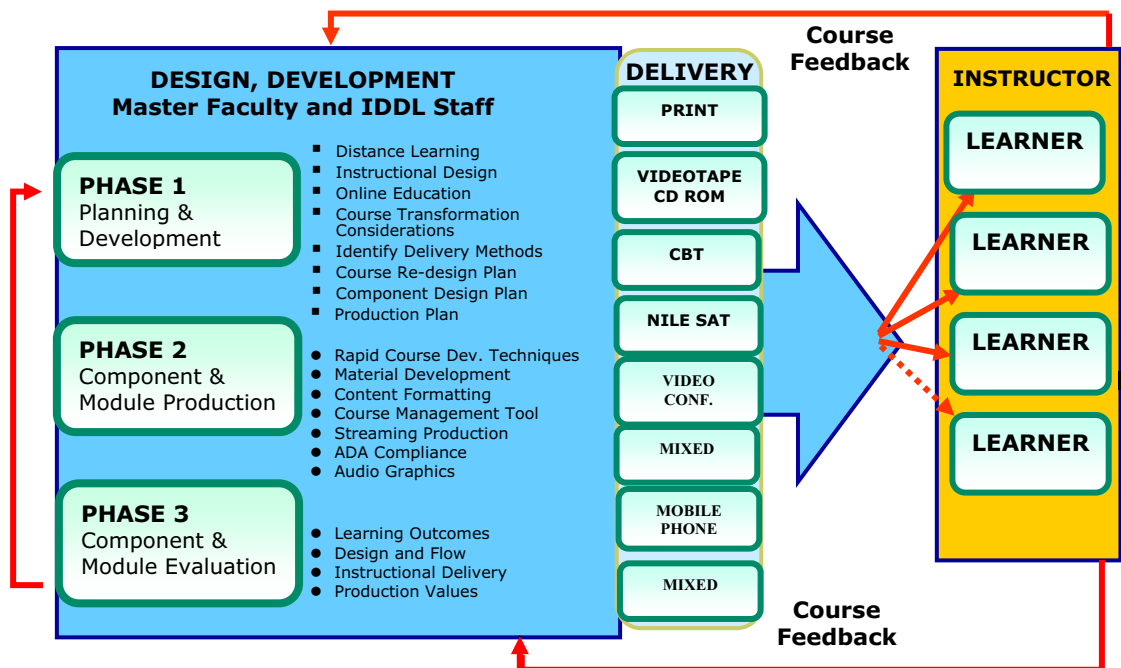 Course
Feedback
DESIGN, DEVELOPMENT
Master Faculty and IDDL Staff
PHASE 1
Planning &
Development
Distance Learning
Instructional Design
Online Education
Course Transformation
Considerations
Identify Delivery Methods
Course Re-design Plan
Component Design Plan
Production Plan
PHASE 2
Component &
Module Production
Rapid Course Dev. Techniques
Material Development
Content Formatting
Course Management Tool
Streaming Production
ADA Compliance
Audio Graphics
PHASE 3
Component &
Module Evaluation
Learning Outcomes
Design and Flow
Instructional Delivery
Production Values
DELIVERY
PRINT
VIDEOTAPE
CD ROM
CBT
NILE SAT
VIDEO
CONF.
MIXED
MOBILE
PHONE
MIXED
INSTRUCTOR
LEARNER
LEARNER
LEARNER
LEARNER
Course
Feedback